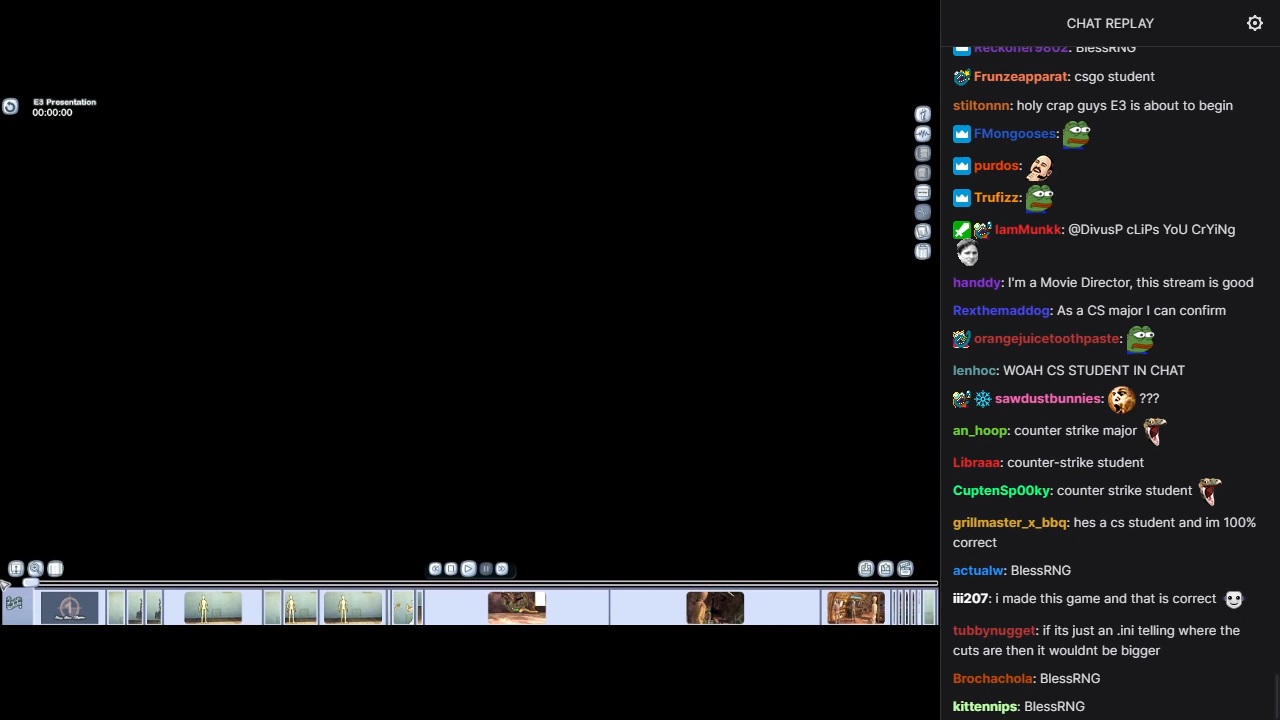 CHAT REPLAY
E3 Presentation
00:00:00
Reckoner9802: BlessRNG
Frunzeapparat: csgo student
stiltonnn: holy crap guys E3 is about to begin
FMongooses:
purdos:
Trufizz:
IamMunkk: @DivusP cLiPs YoU CrYiNg
handdy: I'm a Movie Director, this stream is good
Rexthemaddog: As a CS major I can confirm
orangejuicetoothpaste:
lenhoc: WOAH CS STUDENT IN CHAT
sawdustbunnies: ???
an_hoop: counter strike major
Libraaa: counter-strike student
CuptenSp00ky: counter strike student
grillmaster_x_bbq: hes a cs student and im 100%
correct
actualw: BlessRNG
iii207: i made this game and that is correct
tubbynugget: if its just an .ini telling where the
cuts are then it wouldnt be bigger
Brochachola: BlessRNG
kittennips: BlessRNG